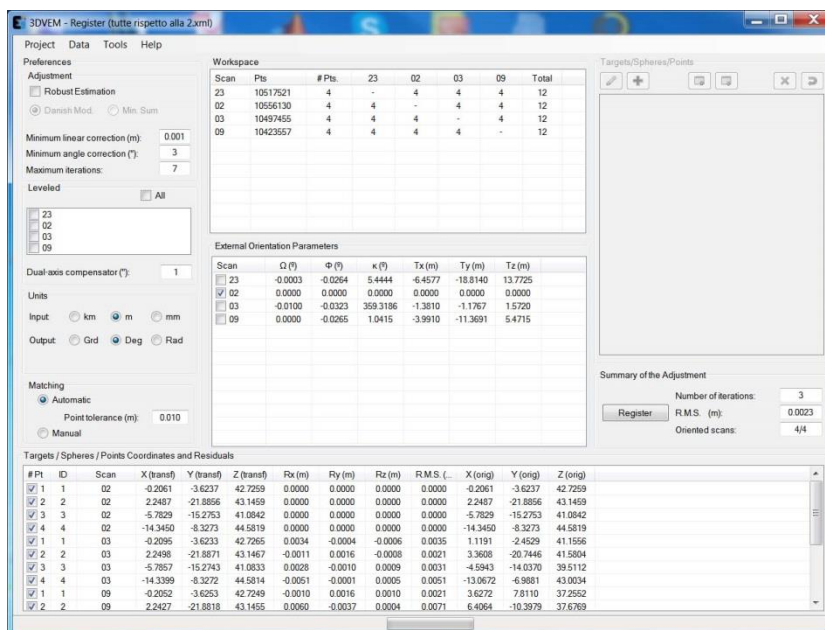 3DVEM - Register (tutte rispetto alla 2.xml)
Project Data Tools Help
Preferences
Adjustment
Robust Estimation
Danish Mod. Min. Sum
Minimum linear correction (m): 0.001
Minimum angle correction ("): 3
Maximum iterations: 7
Leveled
All
23
02
03
09
Dual-axis compensator ("): 1
Units
Input: km m mm
Output: Grd Deg Rad
Matching
Automatic
Point tolerance (m): 0.010
Manual
Workspace
Scan Pts # Pts. 23 02 03 09 Total
23 10517521 4 - 4 4 4 12
02 10556130 4 4 - 4 4 12
03 10497455 4 4 4 - 4 12
09 10423557 4 4 4 4 - 12
External Orientation Parameters
Scan Ω (º) Φ (º) κ (º) Tx (m) Ty (m) Tz (m)
23 -0.0003 -0.0264 5.4444 -6.4577 -18.8140 13.7725
02 0.0000 0.0000 0.0000 0.0000 0.0000 0.0000
03 -0.0100 -0.0323 359.3186 -1.3810 -1.1767 1.5720
09 0.0000 -0.0265 1.0415 -3.9910 -11.3691 5.4715
Targets/Spheres/Points
Summary of the Adjustment
Number of iterations: 3
Register R.M.S. (m): 0.0023
Oriented scans: 4/4
Targets / Spheres / Points Coordinates and Residuals
# Pt ID Scan X (transf) Y (transf) Z (transf) Rx (m) Ry (m) Rz (m) R.M.S. (... X (orig) Y (orig) Z (orig)
1 1 02 -0.2061 -3.6237 42.7259 0.0000 0.0000 0.0000 0.0000 -0.2061 -3.6237 42.7259
2 2 02 2.2487 -21.8856 43.1459 0.0000 0.0000 0.0000 0.0000 2.2487 -21.8856 43.1459
3 3 02 -5.7829 -15.2753 41.0842 0.0000 0.0000 0.0000 0.0000 -5.7829 -15.2753 41.0842
4 4 02 -14.3450 -8.3273 44.5819 0.0000 0.0000 0.0000 0.0000 -14.3450 -8.3273 44.5819
1 1 03 -0.2095 -3.6233 42.7265 0.0034 -0.0004 -0.0006 0.0035 1.1191 -2.4529 41.1556
2 2 03 2.2498 -21.8871 43.1467 -0.0011 0.0016 -0.0008 0.0021 3.3608 -20.7446 41.5804
3 3 03 -5.7857 -15.2743 41.0833 0.0028 -0.0010 0.0009 0.0031 -4.5943 -14.0370 39.5112
4 4 03 -14.3399 -8.3272 44.5814 -0.0051 -0.0001 0.0005 0.0051 -13.0672 -6.9881 43.0034
1 1 09 -0.2052 -3.6253 42.7249 -0.0010 0.0016 0.0010 0.0021 3.6272 7.8110 37.2552
2 2 09 2.2427 -21.8818 43.1455 0.0060 -0.0037 0.0004 0.0071 6.4064 -10.3979 37.6769